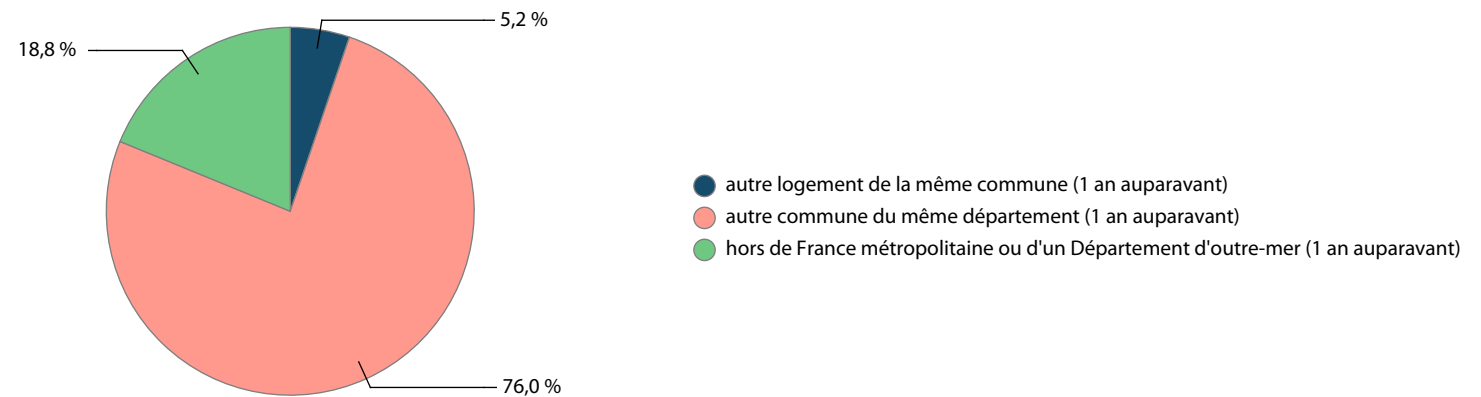 5,2 %
18,8 %
76,0 %
autre logement de la même commune (1 an auparavant)
autre commune du même département (1 an auparavant)
hors de France métropolitaine ou d'un Département d'outre-mer (1 an auparavant)